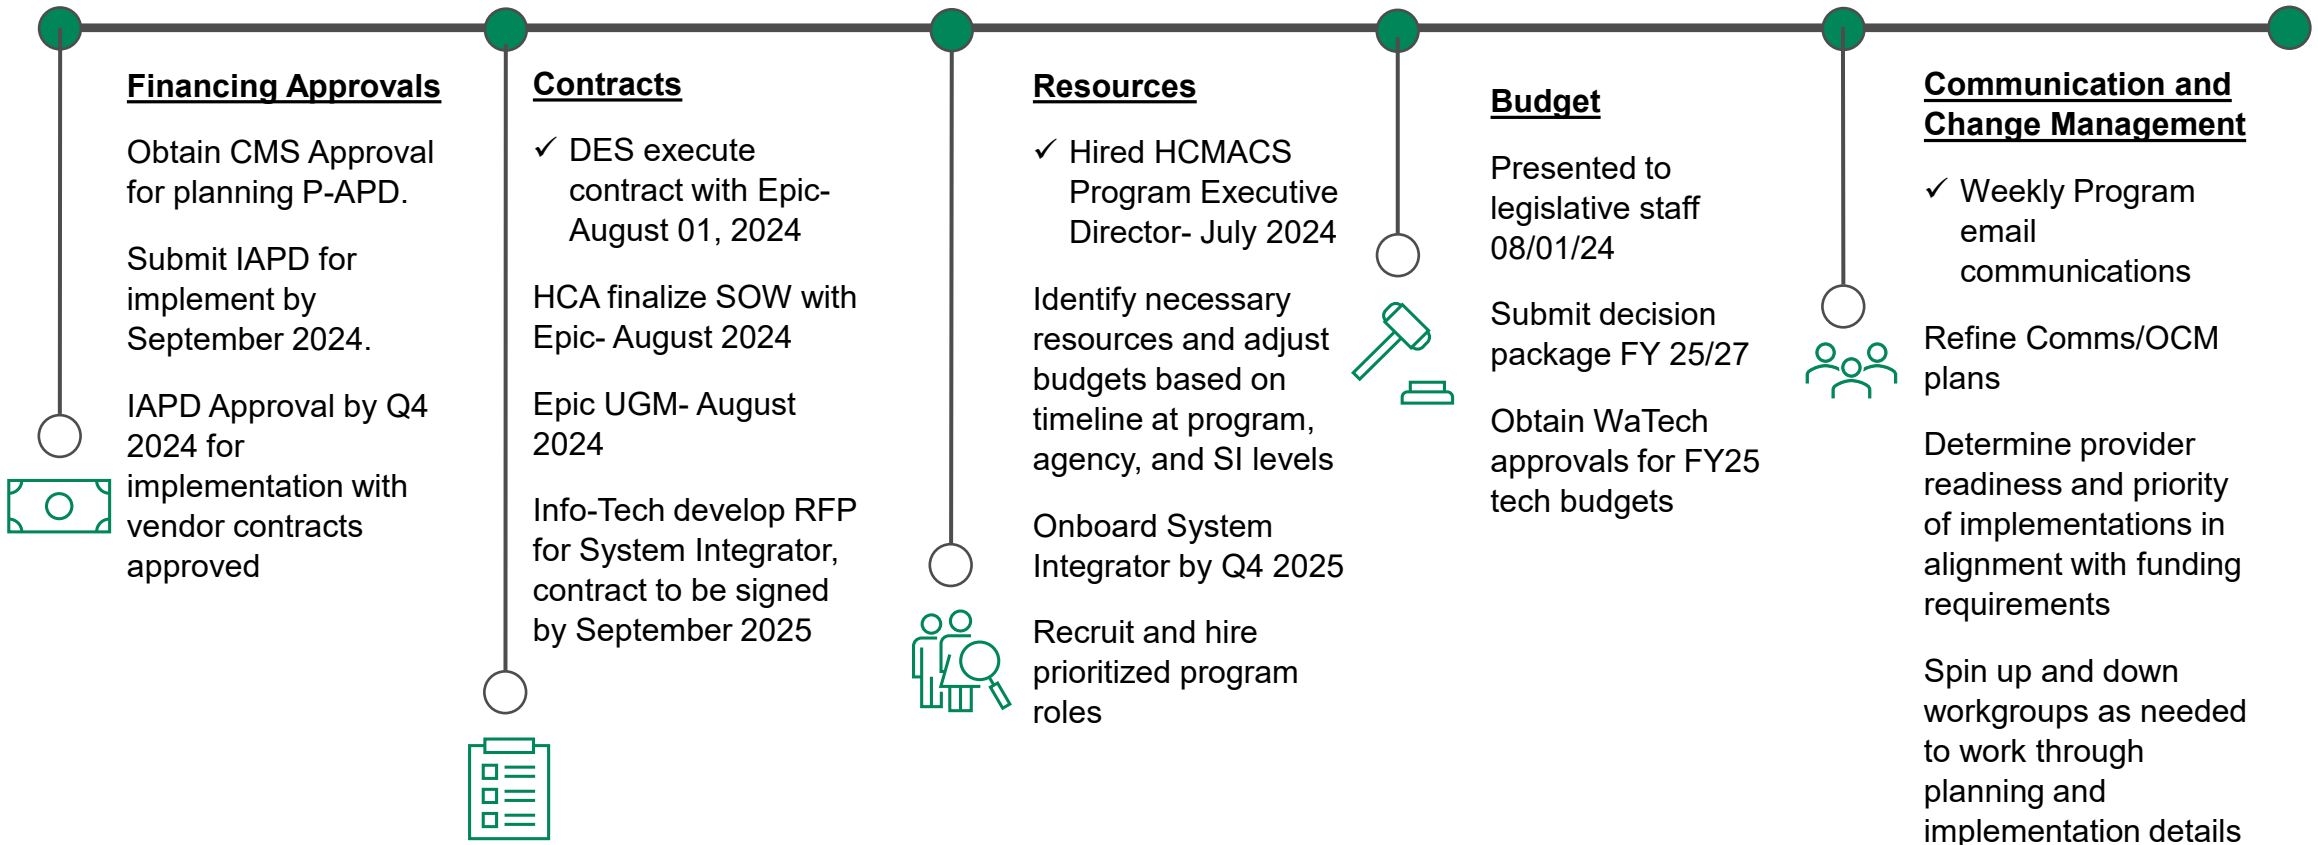 Financing Approvals
Obtain CMS Approval
for planning P-APD.
Submit IAPD for
implement by
September 2024.
IAPD Approval by Q4
2024 for
implementation with
vendor contracts
approved
Contracts
✓ DES execute
contract with Epic-
August 01, 2024
HCA finalize SOW with
Epic- August 2024
Epic UGM- August
2024
Info-Tech develop RFP
for System Integrator,
contract to be signed
by September 2025
Resources
✓ Hired HCMACS
Program Executive
Director- July 2024
Identify necessary
resources and adjust
budgets based on
timeline at program,
agency, and SI levels
Onboard System
Integrator by Q4 2025
Recruit and hire
prioritized program
roles
Budget
Presented to
legislative staff
08/01/24
Submit decision
package FY 25/27
Obtain WaTech
approvals for FY25
tech budgets
Communication and
Change Management
✓ Weekly Program
email
communications
Refine Comms/OCM
plans
Determine provider
readiness and priority
of implementations in
alignment with funding
requirements
Spin up and down
workgroups as needed
to work through
planning and
implementation details